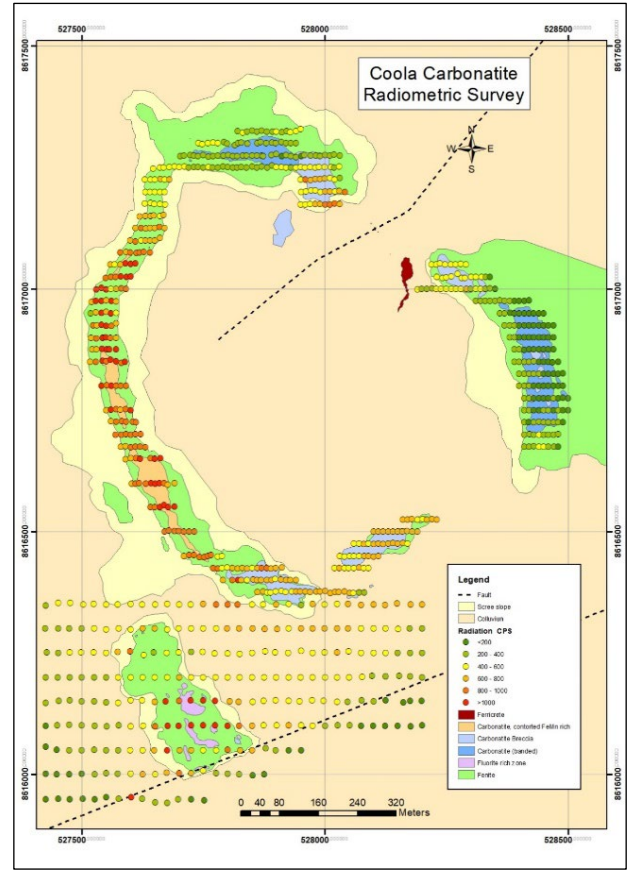 527500 528000 528500
Coola Carbonatite
Radiometric Survey
N
W E
S
8617500 8617500
8617000 8617000
8616500 8616500
8616000 8616000
Legend
Fault
Scree slope
Colluvium
Radiation CPS
<200
200 - 400
400 - 600
600 - 800
800 - 1000
>1000
Ferricrete
Carbonatite, contorted FeMn rich
Carbonatite Breccia
Carbonatite (banded)
Fluorite rich zone
Fenite
0 40 80 160 240 320
Meters
527500 528000 528500